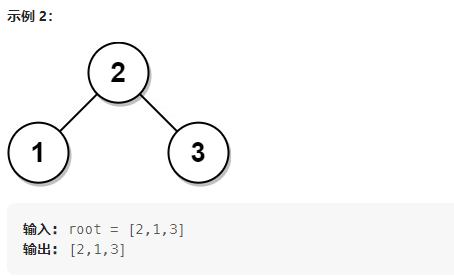 示例 2：
2
1
3
输入: root = [2,1,3]
输出: [2,1,3]